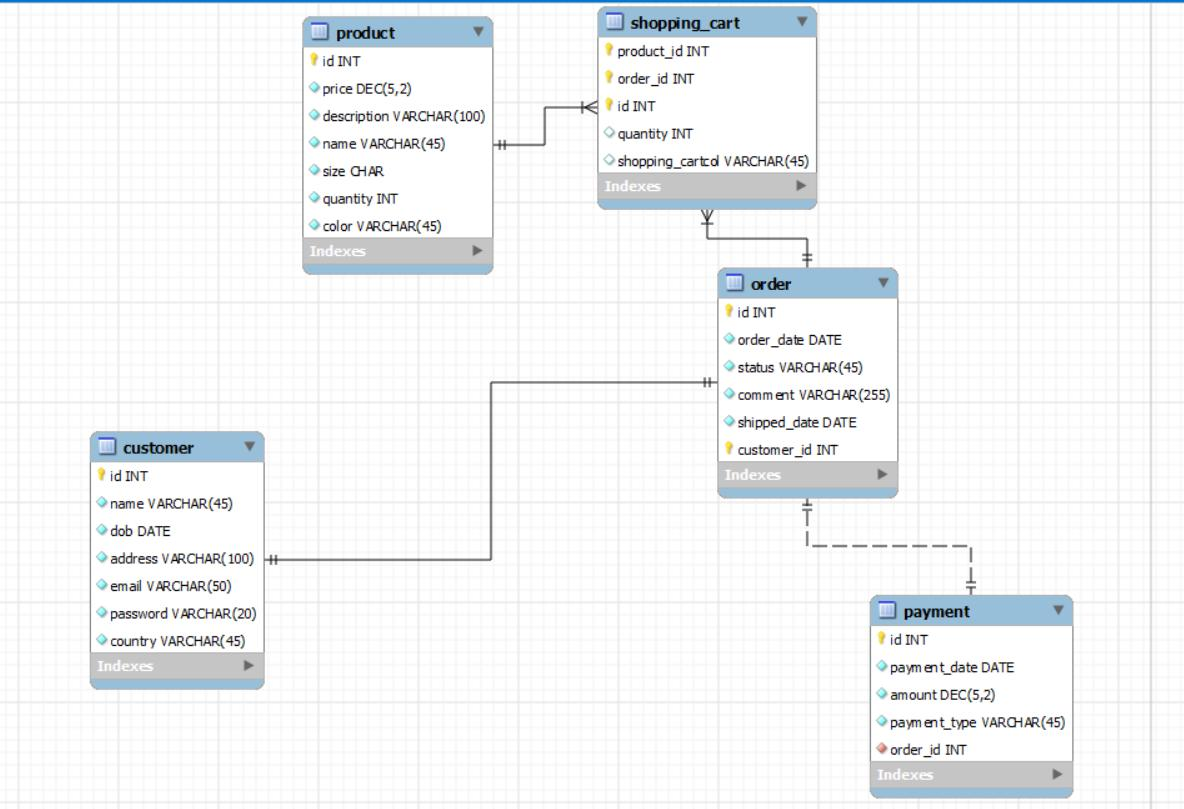 product
id INT
price DEC(5,2)
description VARCHAR(100)
name VARCHAR(45)
size CHAR
quantity INT
color VARCHAR(45)
Indexes
shopping_cart
product_id INT
order_id INT
id INT
quantity INT
shopping_cartcol VARCHAR(45)
Indexes
order
id INT
order_date DATE
status VARCHAR(45)
comment VARCHAR(255)
shipped_date DATE
customer_id INT
Indexes
customer
id INT
name VARCHAR(45)
dob DATE
address VARCHAR(100)
email VARCHAR(50)
password VARCHAR(20)
country VARCHAR(45)
Indexes
payment
id INT
payment_date DATE
amount DEC(5,2)
payment_type VARCHAR(45)
order_id INT
Indexes